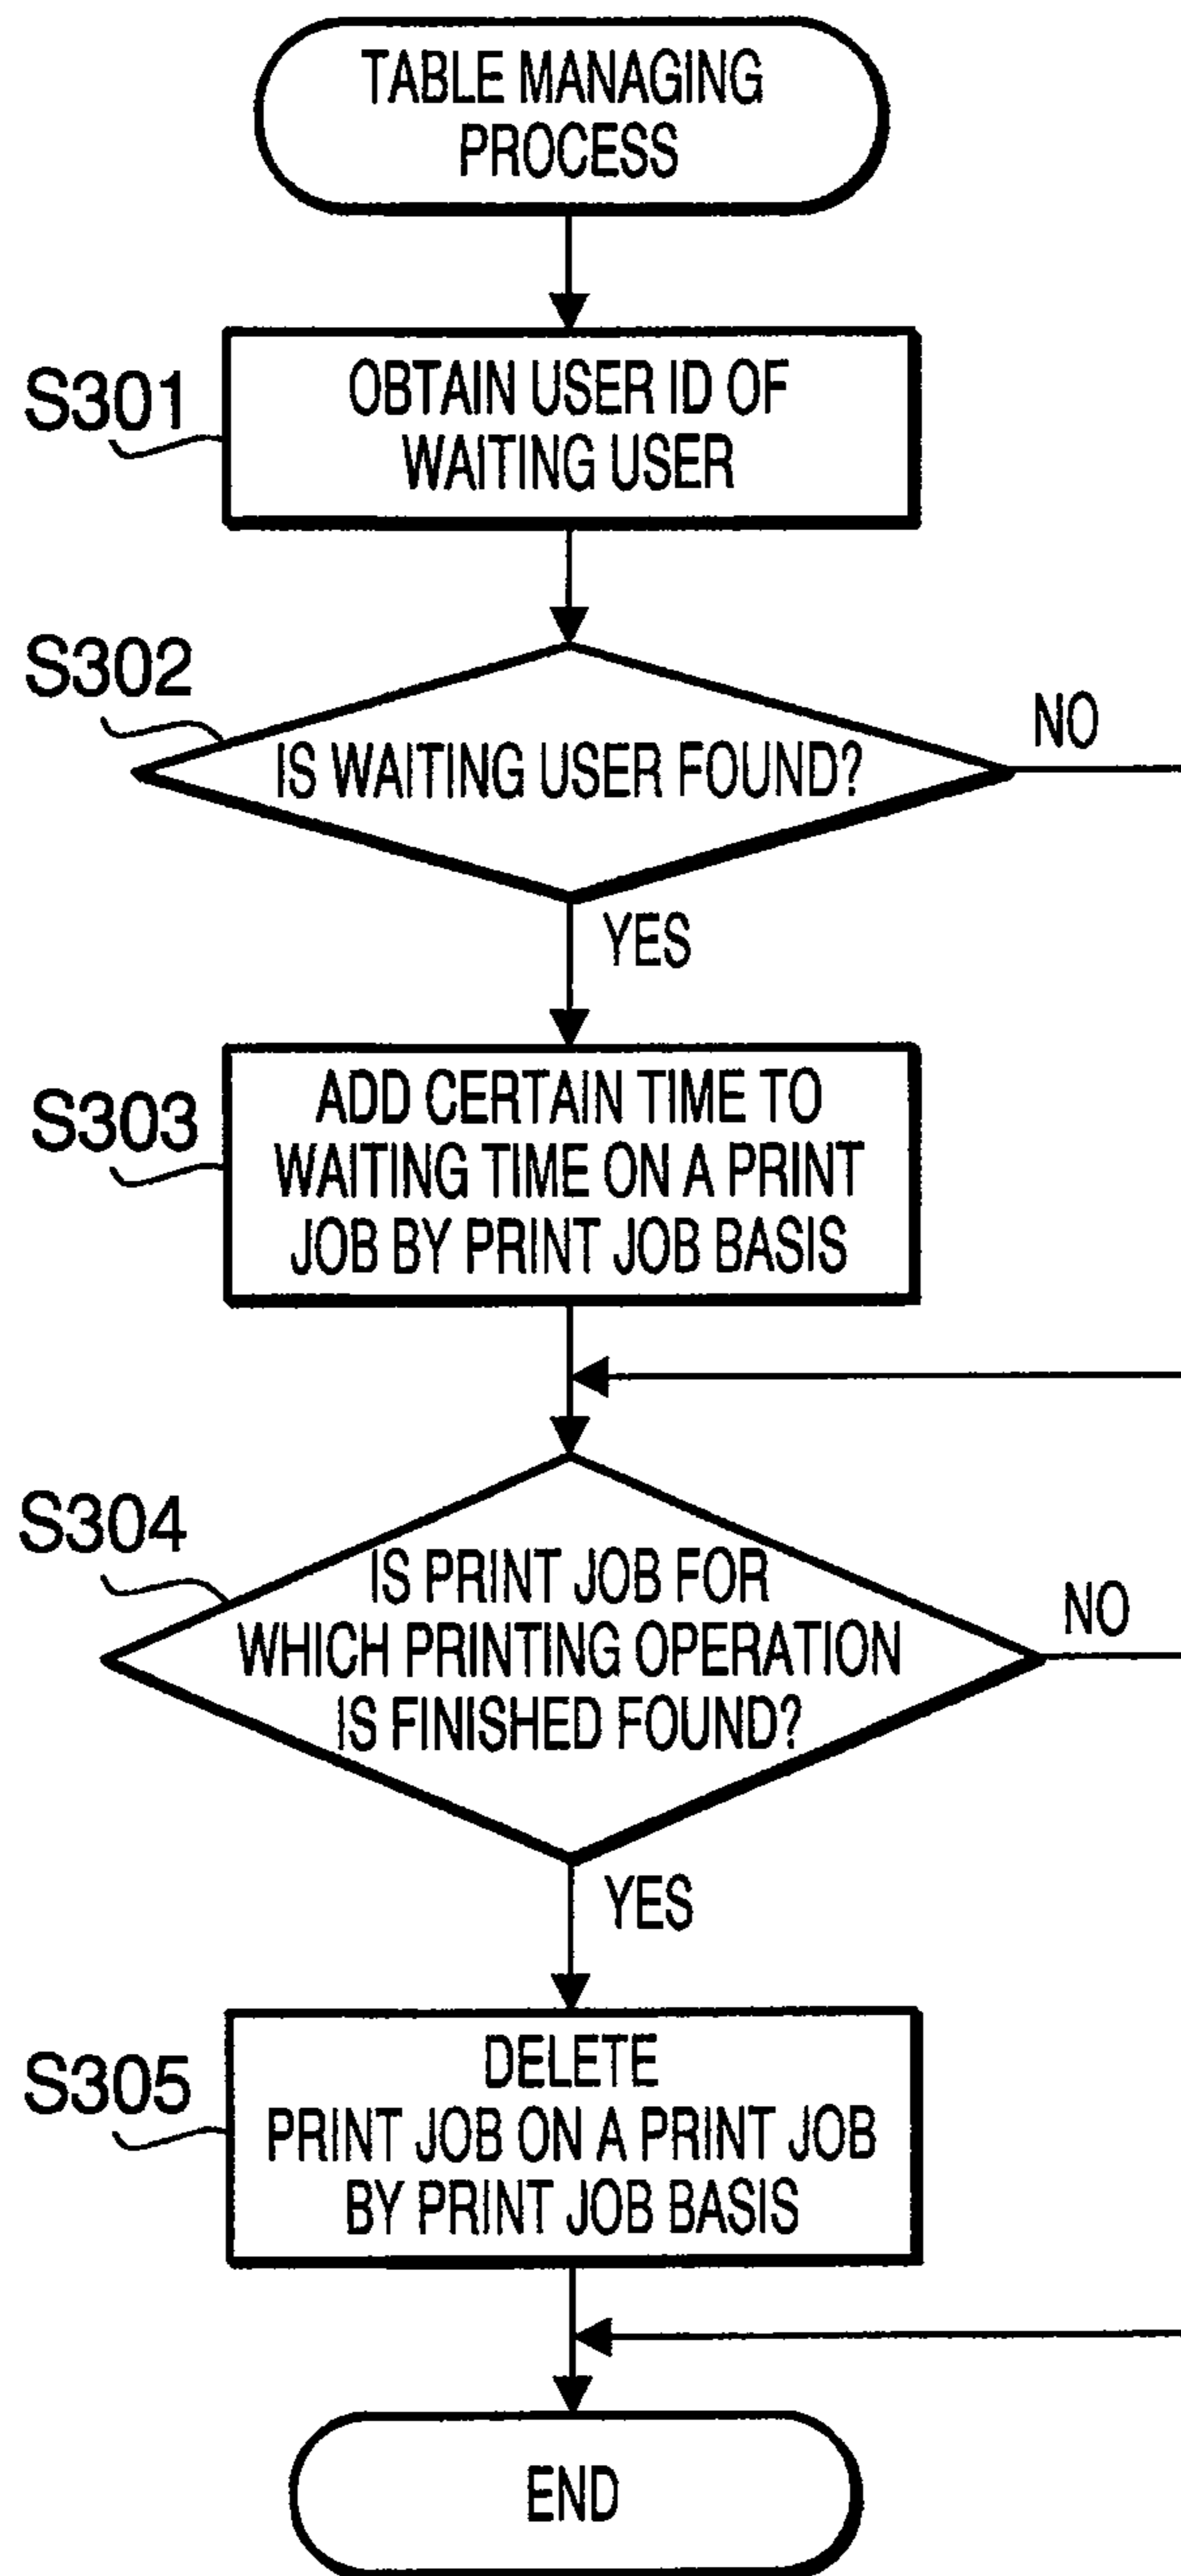 TABLE MANAGING
PROCESS
S301
OBTAIN USER ID OF
WAITING USER
S302
IS WAITING USER FOUND?
NO
YES
S303
ADD CERTAIN TIME TO
WAITING TIME ON A PRINT
JOB BY PRINT JOB BASIS
S304
IS PRINT JOB FOR
WHICH PRINTING OPERATION
IS FINISHED FOUND?
NO
YES
S305
DELETE
PRINT JOB ON A PRINT JOB
BY PRINT JOB BASIS
END